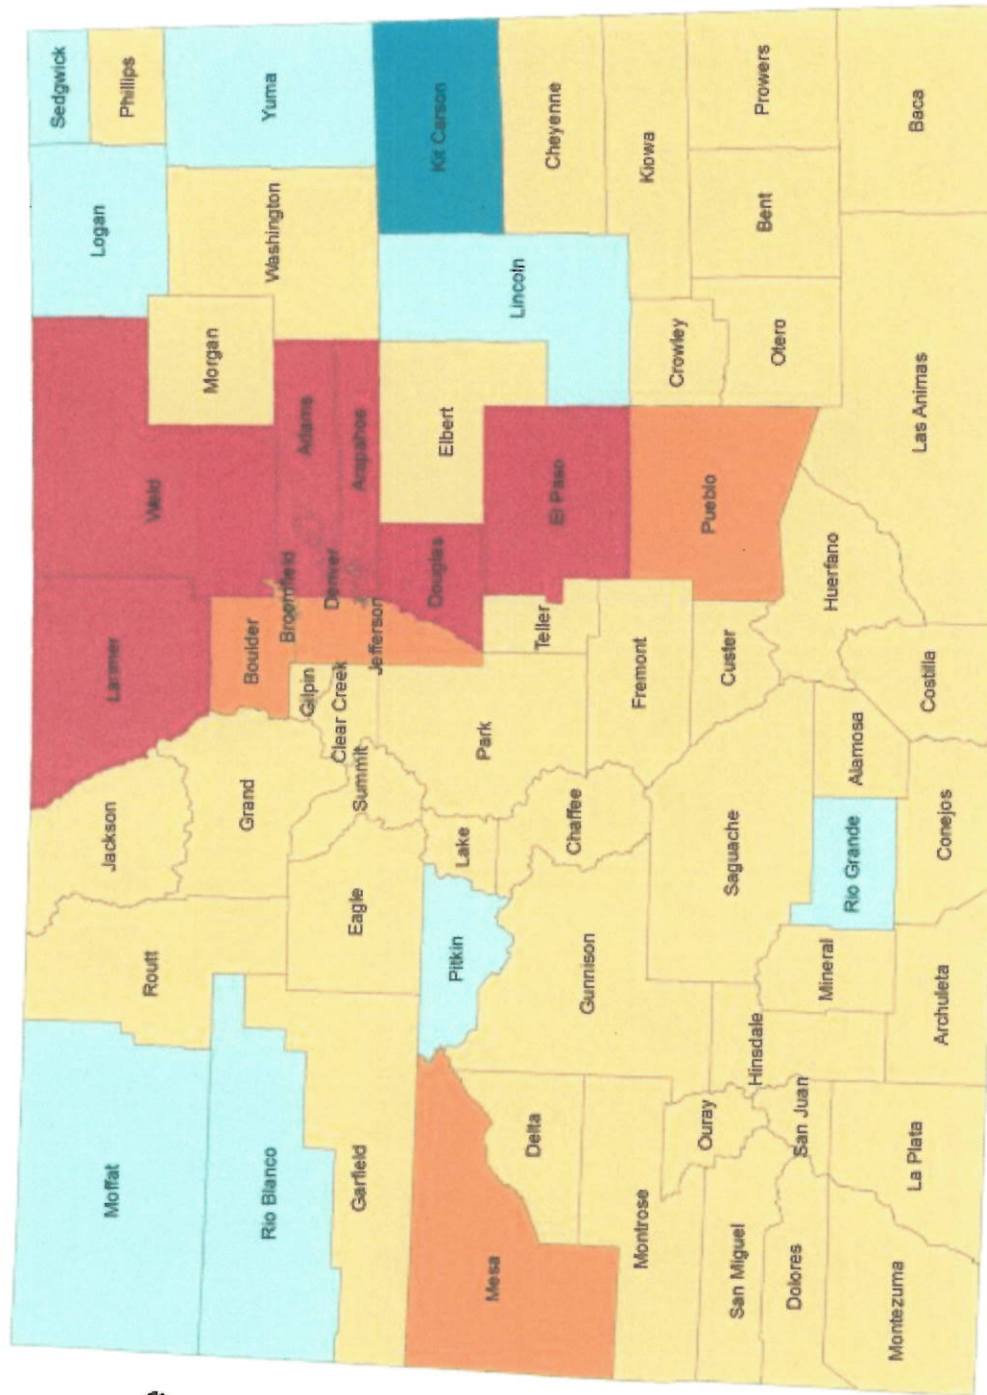 Moffat
Routt
Jackson
Larimer
Weld
Logan
Sedgwick
Phillips
Rio Blanco
Grand
Boulder
Broomfield
Morgan
Washington
Yuma
Garfield
Eagle
Summit
Gilpin
Clear Creek
Jefferson
Denver
Adams
Arapahoe
Mesa
Pitkin
Lake
Park
Douglas
Elbert
Lincoln
Kit Carson
Delta
Gunnison
Chaffee
Teller
El Paso
Cheyenne
Montrose
Ouray
Saguache
Fremont
Custer
Pueblo
Crowley
Kiowa
San Miguel
Dolores
San Juan
Hinsdale
Mineral
Rio Grande
Alamosa
Huerfano
Otero
Bent
Prowers
Montezuma
La Plata
Archuleta
Conejos
Costilla
Las Animas
Baca